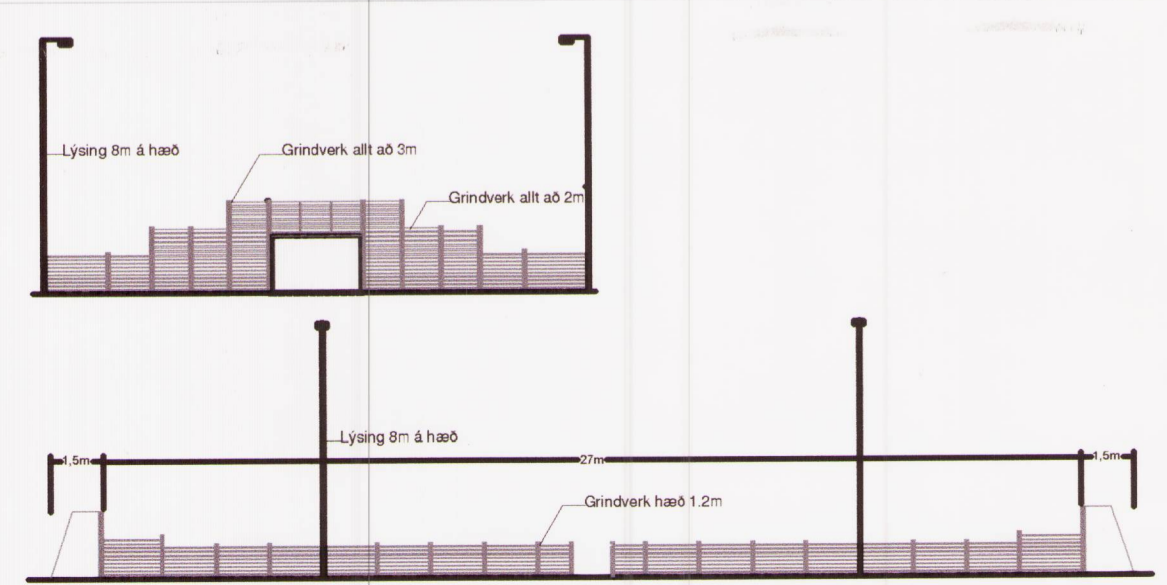 Lýsing 8m á hæð
Grindverk allt að 3m
Grindverk allt að 2m
Lýsing 8m á hæð
1,5m
27m
1,5m
Grindverk hæð 1.2m